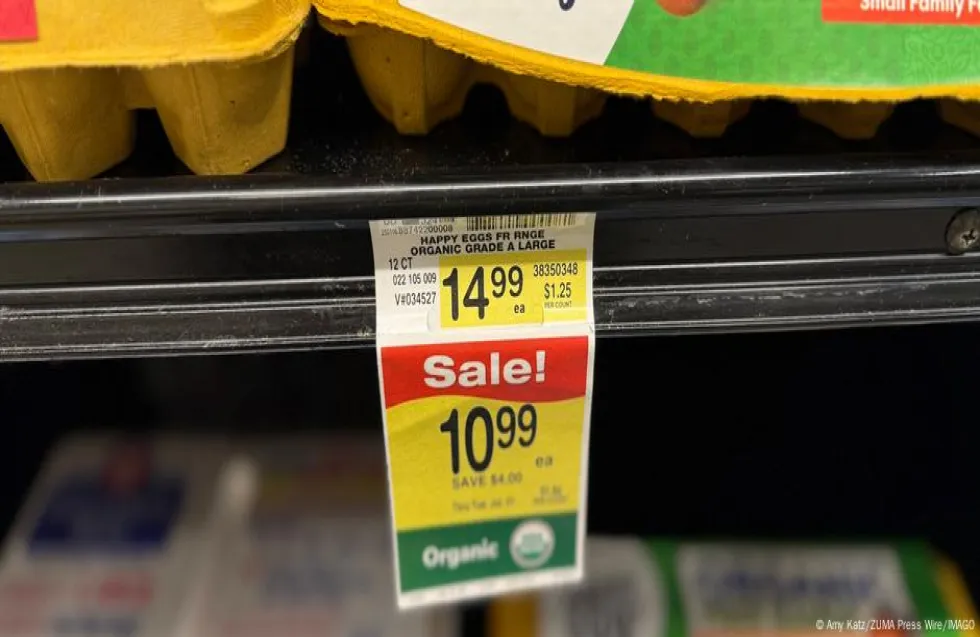 Small Family F
HAPPY EGGS FR RNGE
ORGANIC GRADE A LARGE
12 CT
022 105 009
V#034527
14 99
ea
38350348
$1.25
PER COUNT
Sale!
10 99
ea
SAVE $4.00
Organic
© Amy Katz/ZUMA Press Wire/IMAGO